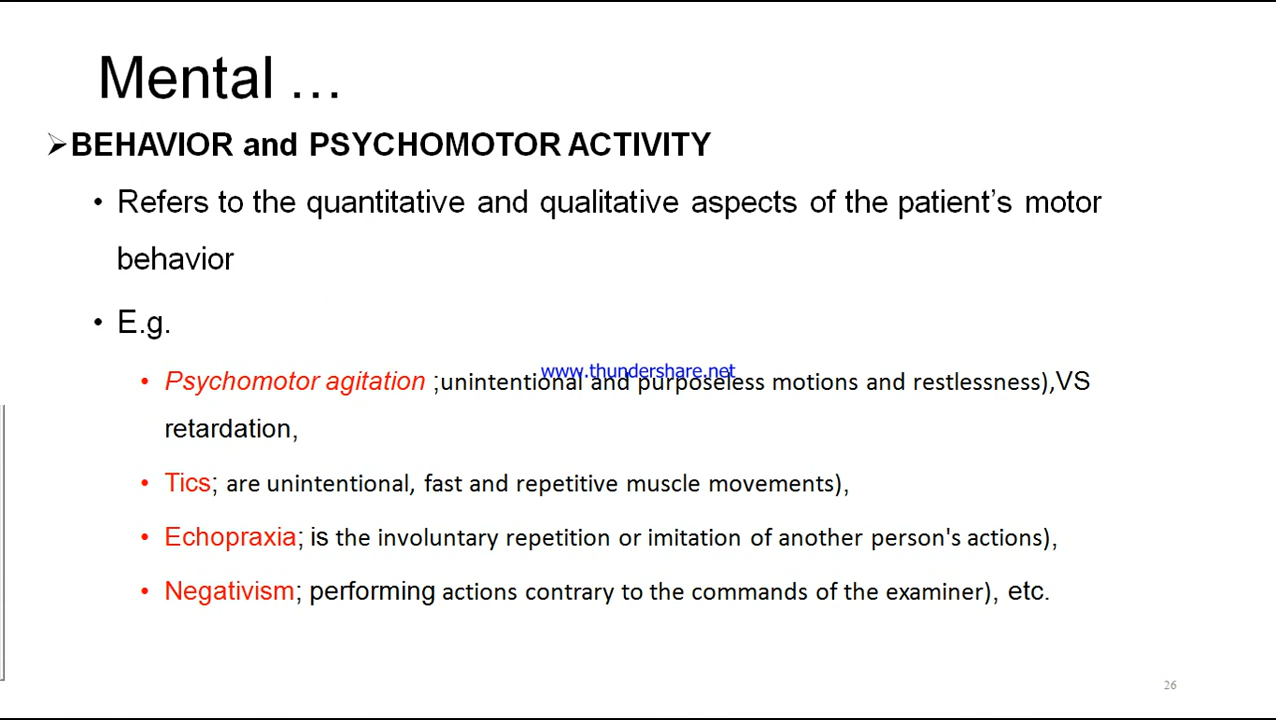 Mental …
➢BEHAVIOR and PSYCHOMOTOR ACTIVITY
• Refers to the quantitative and qualitative aspects of the patient’s motor
behavior
• E.g.
www.thundershare.net
• Psychomotor agitation ;unintentional and purposeless motions and restlessness),VS
retardation,
• Tics; are unintentional, fast and repetitive muscle movements),
• Echopraxia; is the involuntary repetition or imitation of another person's actions),
• Negativism; performing actions contrary to the commands of the examiner), etc.
26